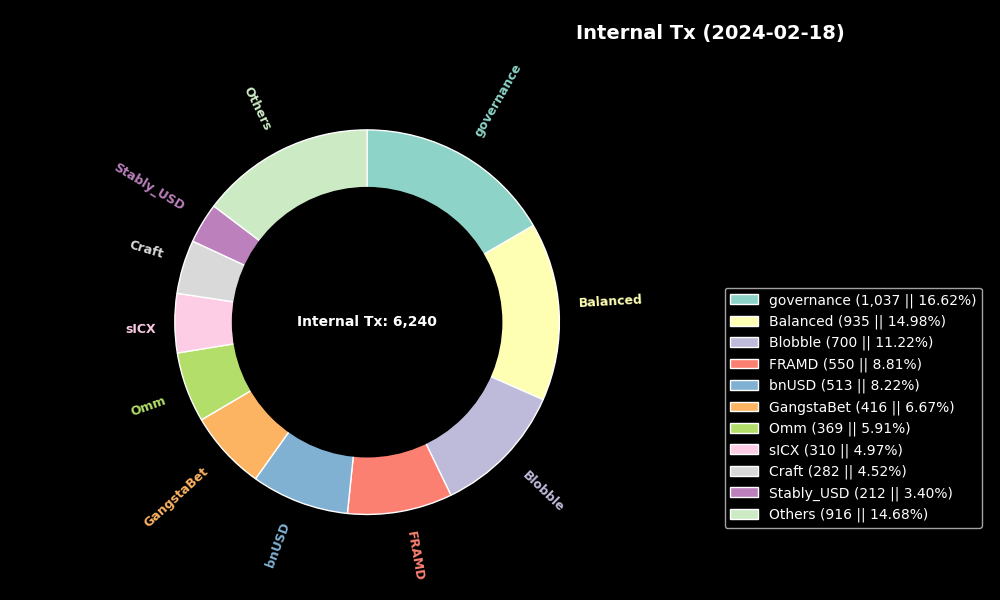 Internal Tx (2024-02-18)
governance
Others
Stably_USD
Craft
Balanced
Internal Tx: 6,240
sICX
Omm
GangstaBet
Blobble
bnUSD
FRAMD
governance (1,037 || 16.62%)
Balanced (935 || 14.98%)
Blobble (700 || 11.22%)
FRAMD (550 || 8.81%)
bnUSD (513 || 8.22%)
GangstaBet (416 || 6.67%)
Omm (369 || 5.91%)
sICX (310 || 4.97%)
Craft (282 || 4.52%)
Stably_USD (212 || 3.40%)
Others (916 || 14.68%)